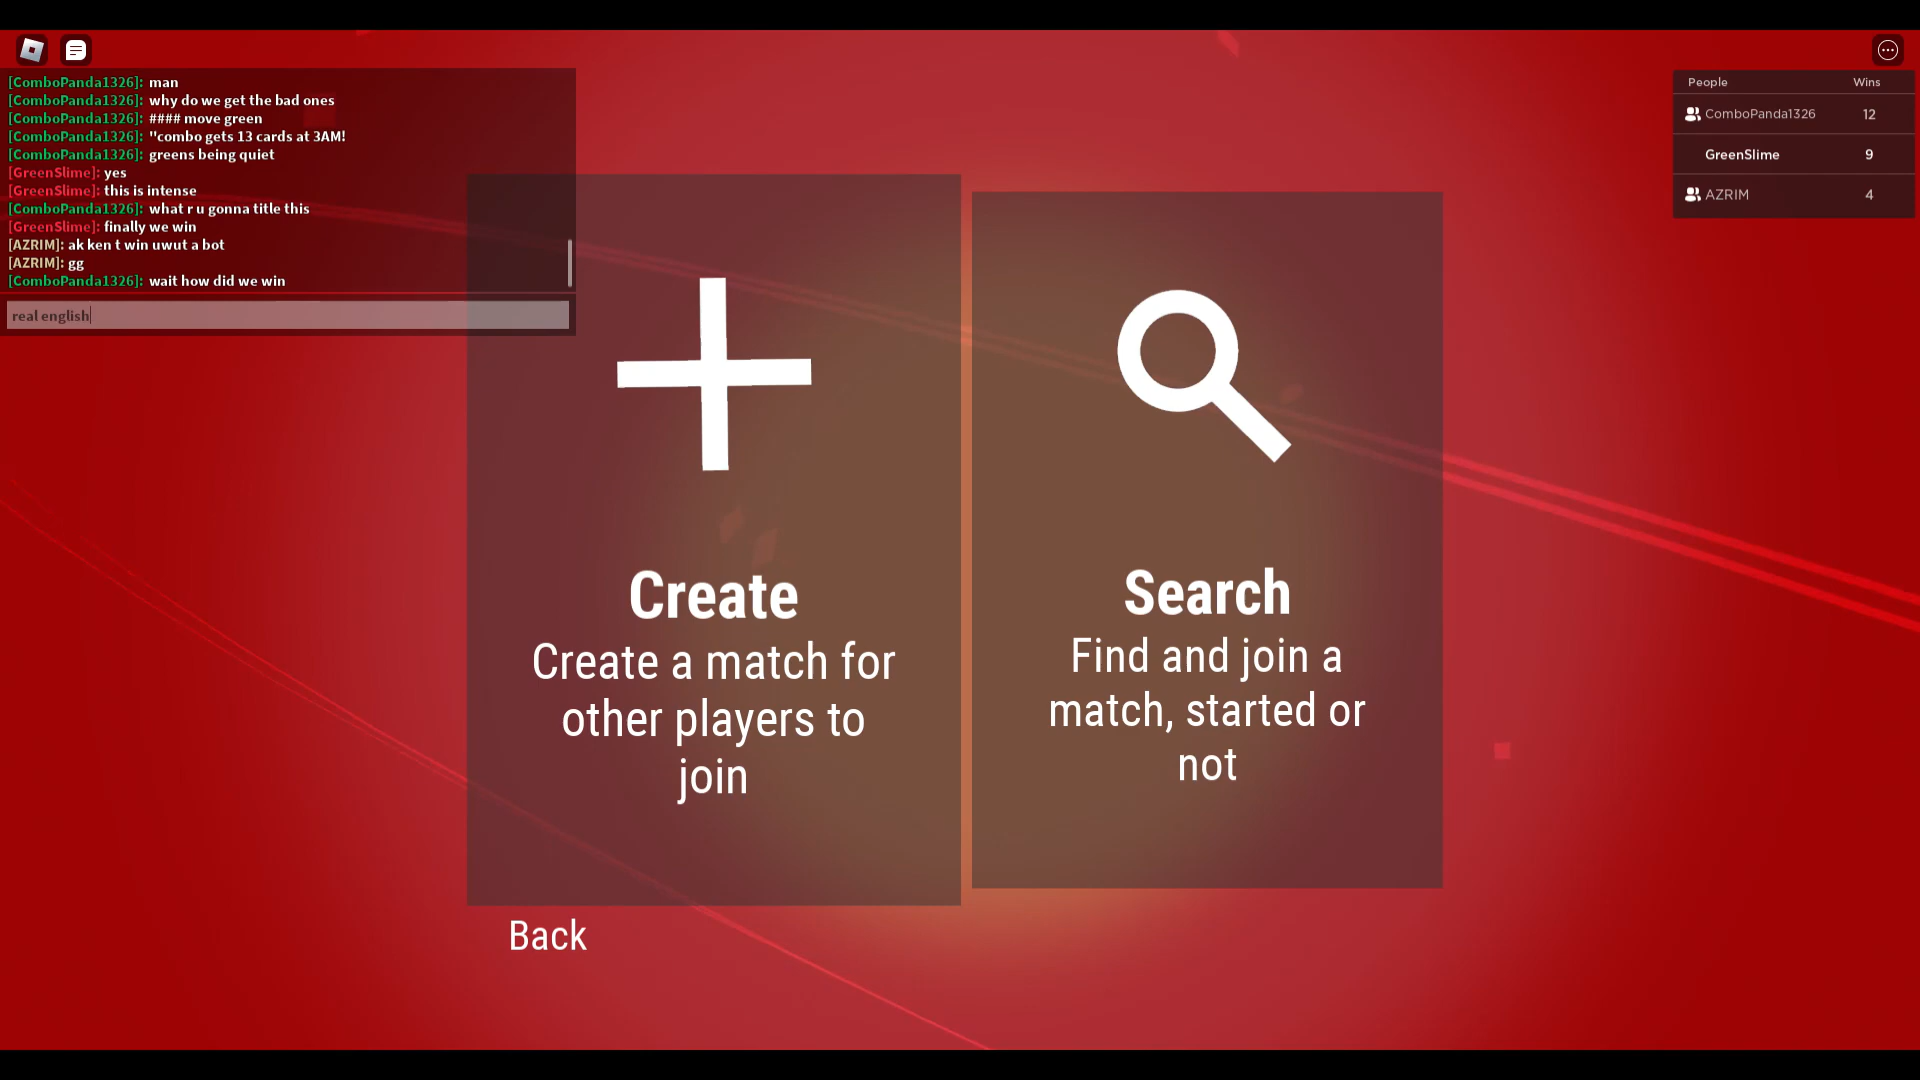 [ComboPanda1326]: man
[ComboPanda1326]: why do we get the bad ones
[ComboPanda1326]: #### move green
[ComboPanda1326]: "combo gets 13 cards at 3AM!
[ComboPanda1326]: greens being quiet
[GreenSlime]: yes
[GreenSlime]: this is intense
[ComboPanda1326]: what r u gonna title this
[GreenSlime]: finally we win
[AZRIM]: ak ken t win uwut a bot
[AZRIM]: gg
[ComboPanda1326]: wait how did we win
real english
People Wins
ComboPanda1326 12
GreenSlime 9
AZRIM 4
Create
Create a match for
other players to
join
Search
Find and join a
match, started or
not
Back